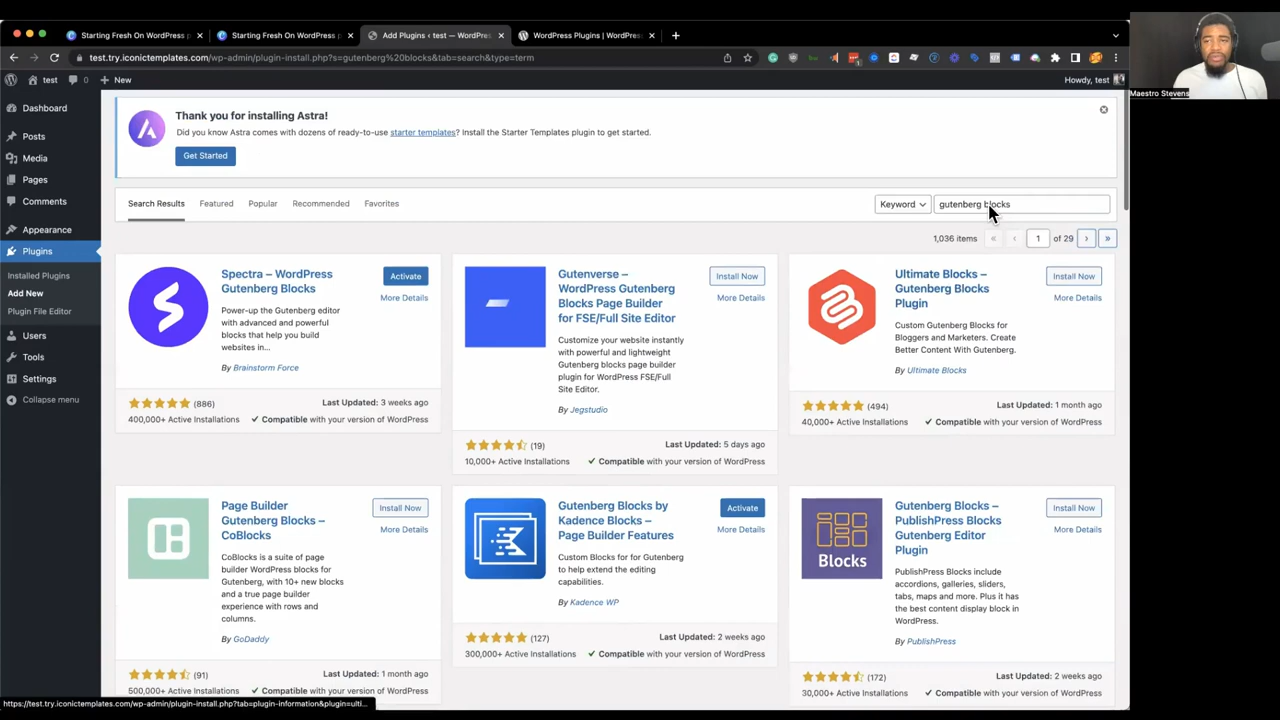 Starting Fresh On WordPress p
Starting Fresh On WordPress p
Add Plugins ‹ test — WordPres
WordPress Plugins | WordPress
test.try.iconictemplates.com/wp-admin/plugin-install.php?s=gutenberg%20blocks&tab=search&type=term
test
0
New
Howdy, test
Maestro Stevens
Dashboard
Posts
Media
Pages
Comments
Appearance
Plugins
Installed Plugins
Add New
Plugin File Editor
Users
Tools
Settings
Collapse menu
Thank you for installing Astra!
Did you know Astra comes with dozens of ready-to-use starter templates? Install the Starter Templates plugin to get started.
Get Started
Search Results
Featured
Popular
Recommended
Favorites
Keyword
gutenberg blocks
1,036 items
«
‹
1
of 29
›
»
Spectra – WordPress
Gutenberg Blocks
Activate
More Details
Power-up the Gutenberg editor
with advanced and powerful
blocks that help you build
websites in...
By Brainstorm Force
(886)
Last Updated: 3 weeks ago
400,000+ Active Installations
Compatible with your version of WordPress
Gutenverse –
WordPress Gutenberg
Blocks Page Builder
for FSE/Full Site Editor
Install Now
More Details
Customize your website instantly
with powerful and lightweight
Gutenberg blocks page builder
plugin for WordPress FSE/Full
Site Editor.
By Jegstudio
(19)
Last Updated: 5 days ago
10,000+ Active Installations
Compatible with your version of WordPress
Ultimate Blocks –
Gutenberg Blocks
Plugin
Install Now
More Details
Custom Gutenberg Blocks for
Bloggers and Marketers. Create
Better Content With Gutenberg.
By Ultimate Blocks
(494)
Last Updated: 1 month ago
40,000+ Active Installations
Compatible with your version of WordPress
Page Builder
Gutenberg Blocks –
CoBlocks
Install Now
More Details
CoBlocks is a suite of page
builder WordPress blocks for
Gutenberg, with 10+ new blocks
and a true page builder
experience with rows and
columns.
By GoDaddy
(91)
Last Updated: 1 month ago
500,000+ Active Installations
Compatible with your version of WordPress
Gutenberg Blocks by
Kadence Blocks –
Page Builder Features
Activate
More Details
Custom Blocks for for Gutenberg
to help extend the editing
capabilities.
By Kadence WP
(127)
Last Updated: 2 weeks ago
300,000+ Active Installations
Compatible with your version of WordPress
Blocks
Gutenberg Blocks –
PublishPress Blocks
Gutenberg Editor
Plugin
Install Now
More Details
PublishPress Blocks include
accordions, galleries, sliders,
tabs, maps and more. Plus it has
the best content display block in
WordPress.
By PublishPress
(172)
Last Updated: 2 weeks ago
30,000+ Active Installations
Compatible with your version of WordPress
https://test.try.iconictemplates.com/wp-admin/plugin-install.php?tab=plugin-information&plugin=ulti...